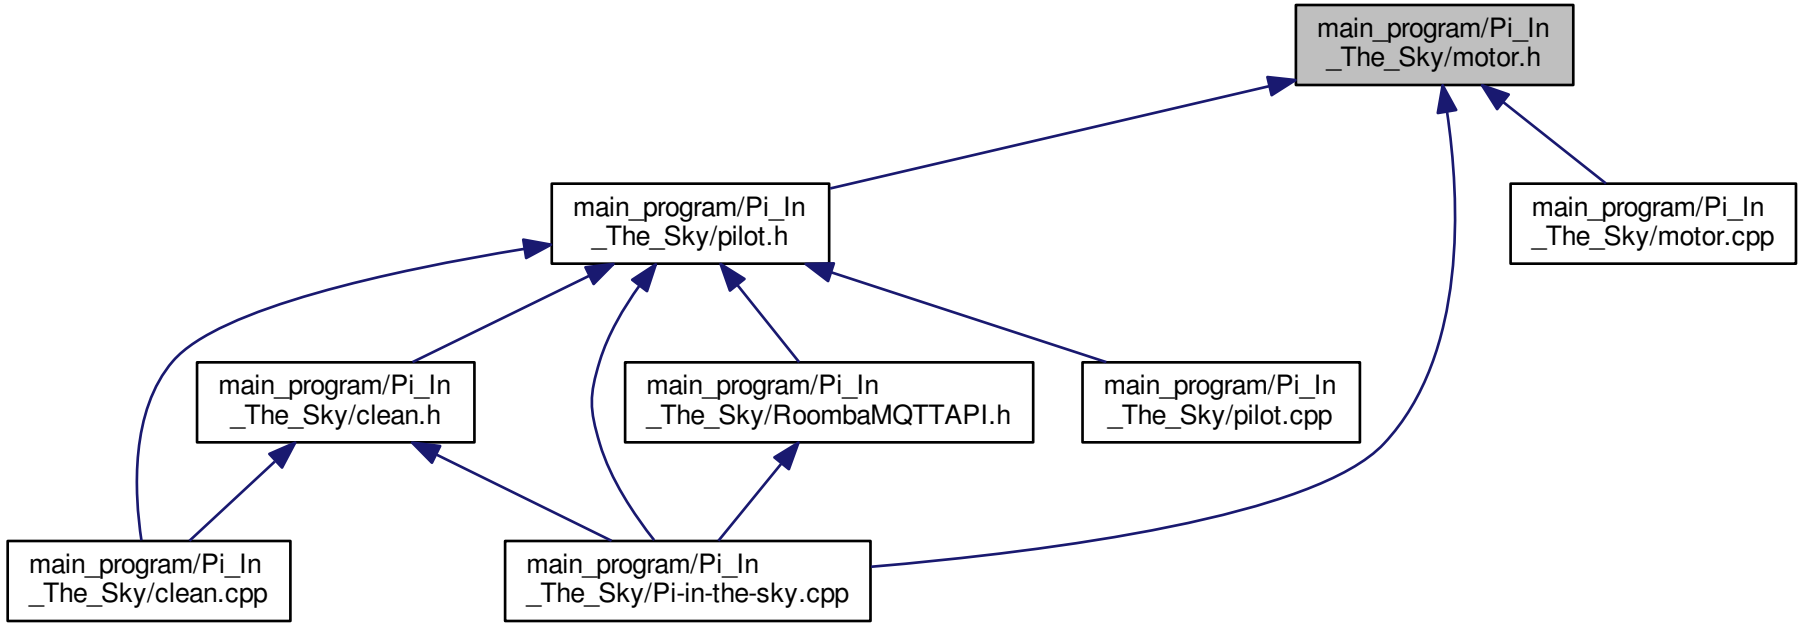 main_program/Pi_In
_The_Sky/motor.h
main_program/Pi_In
_The_Sky/pilot.h
main_program/Pi_In
_The_Sky/motor.cpp
main_program/Pi_In
_The_Sky/clean.h
main_program/Pi_In
_The_Sky/RoombaMQTTAPI.h
main_program/Pi_In
_The_Sky/pilot.cpp
main_program/Pi_In
_The_Sky/clean.cpp
main_program/Pi_In
_The_Sky/Pi-in-the-sky.cpp